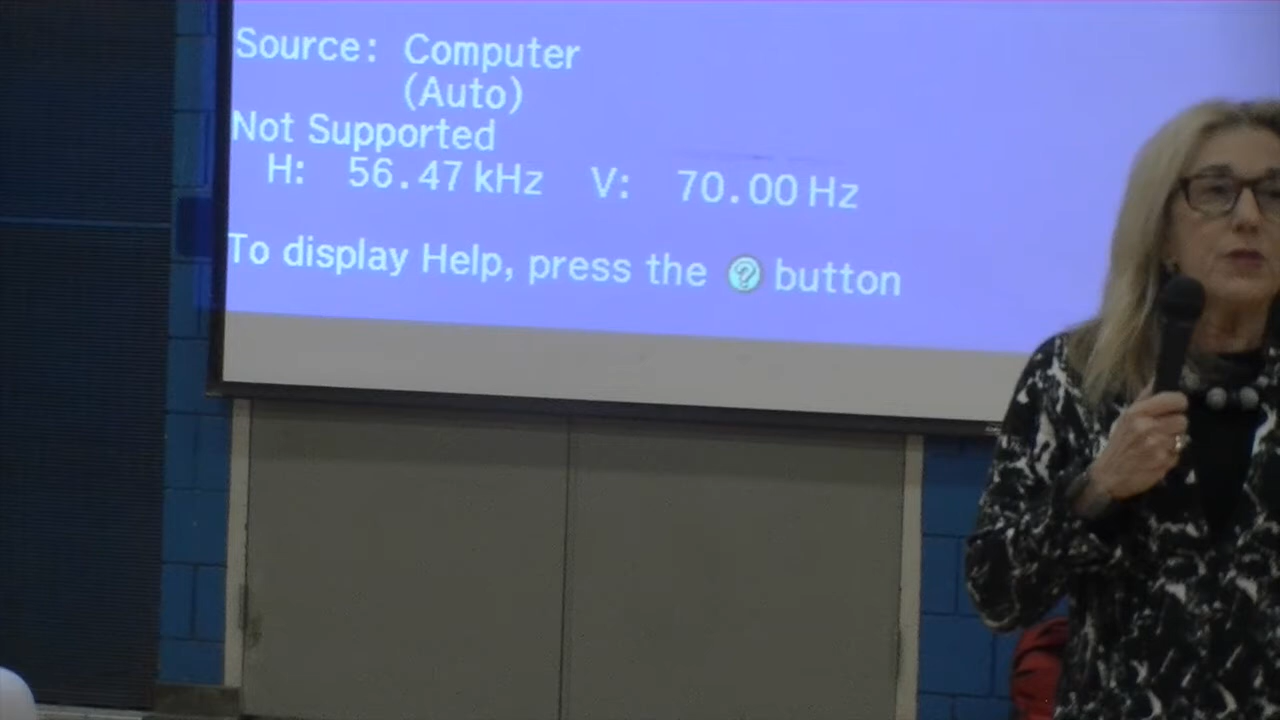 Source: Computer
(Auto)
Not Supported
H: 56.47 kHz V: 70.00 Hz
To display Help, press the ? button